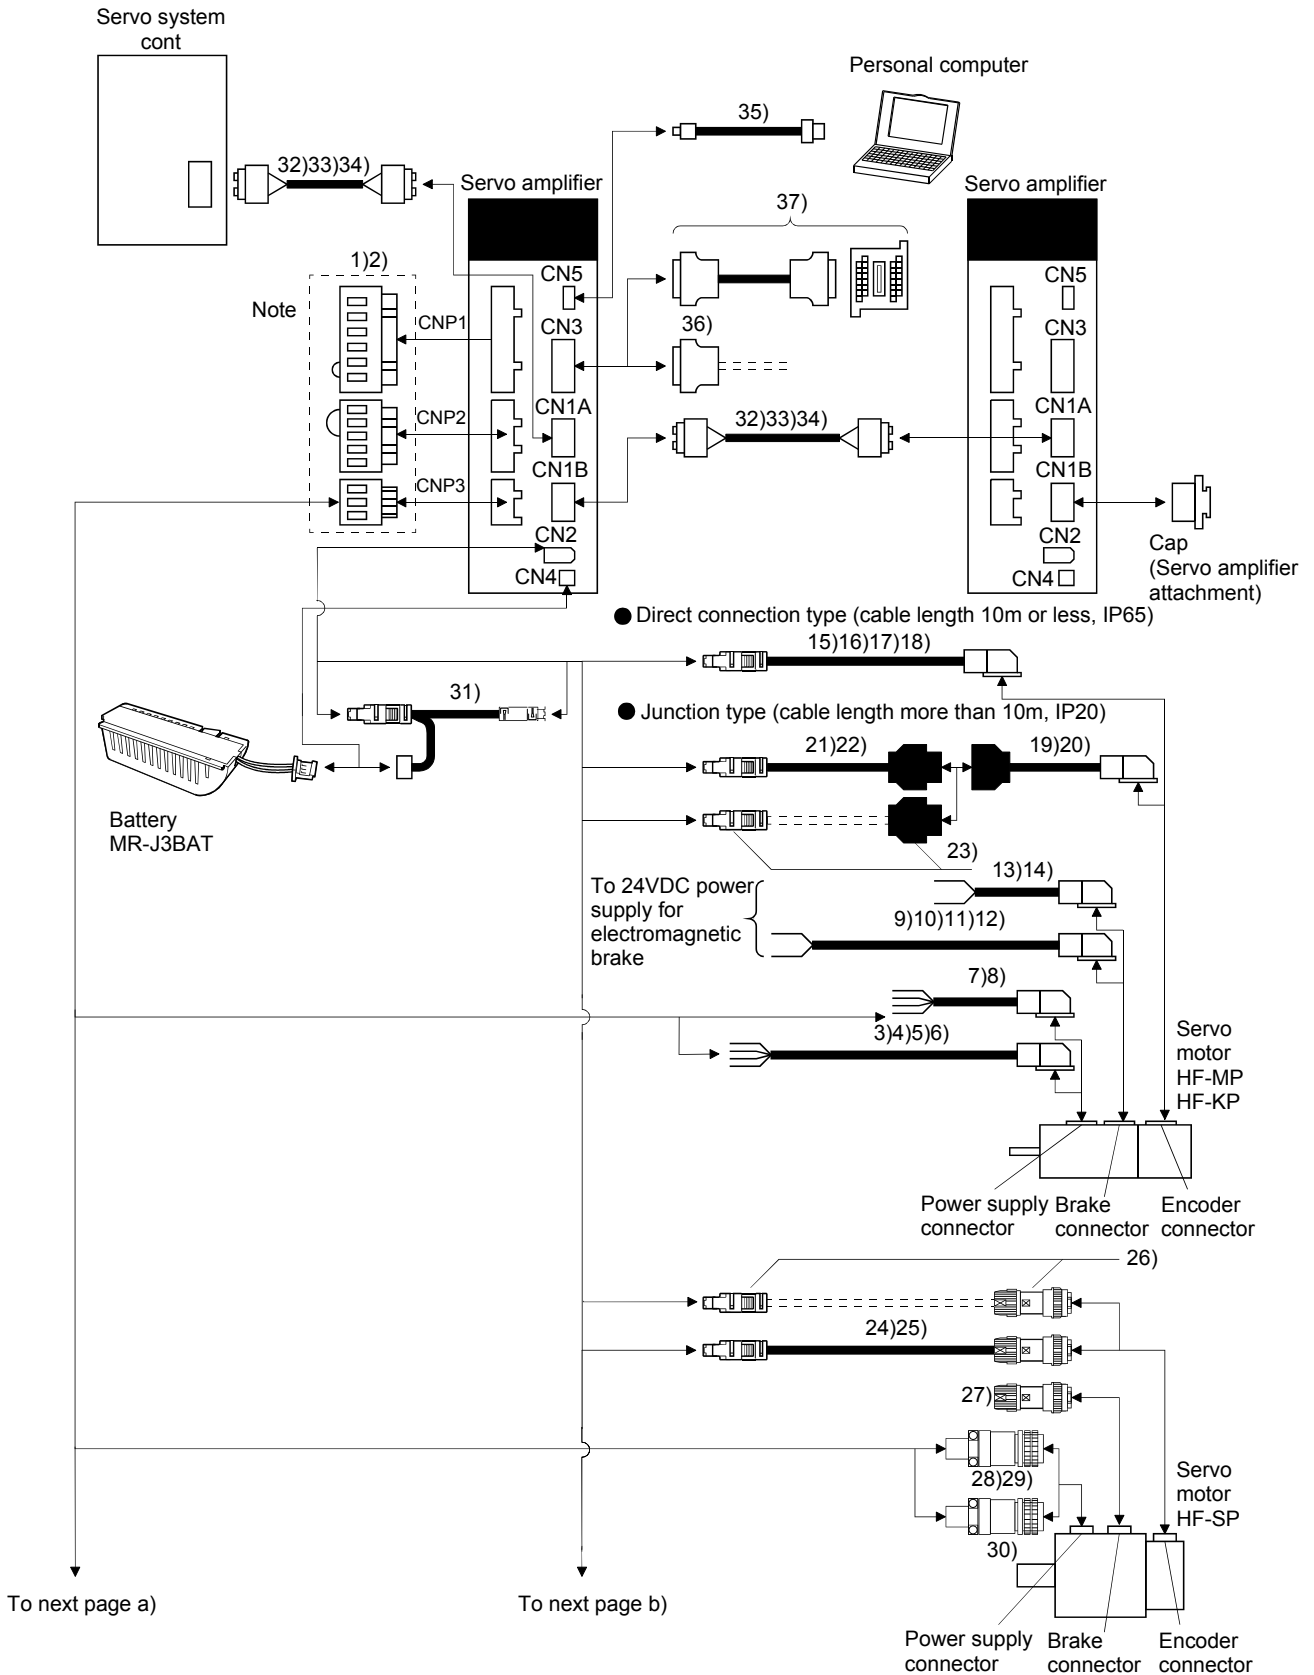 Servo system
cont
Personal computer
35)
32)33)34)
Servo amplifier
Servo amplifier
37)
1)2)
Note
CNP1
CNP2
CNP3
CN5
CN3
CN1A
CN1B
CN2
CN4
36)
32)33)34)
CN5
CN3
CN1A
CN1B
CN2
CN4
Cap
(Servo amplifier
attachment)
● Direct connection type (cable length 10m or less, IP65)
15)16)17)18)
31)
● Junction type (cable length more than 10m, IP20)
21)22)
19)20)
Battery
MR-J3BAT
23)
To 24VDC power
supply for
electromagnetic
brake
13)14)
9)10)11)12)
7)8)
3)4)5)6)
Servo
motor
HF-MP
HF-KP
Power supply
connector
Brake
connector
Encoder
connector
26)
24)25)
27)
28)29)
30)
Servo
motor
HF-SP
To next page a)
To next page b)
Power supply
connector
Brake
connector
Encoder
connector